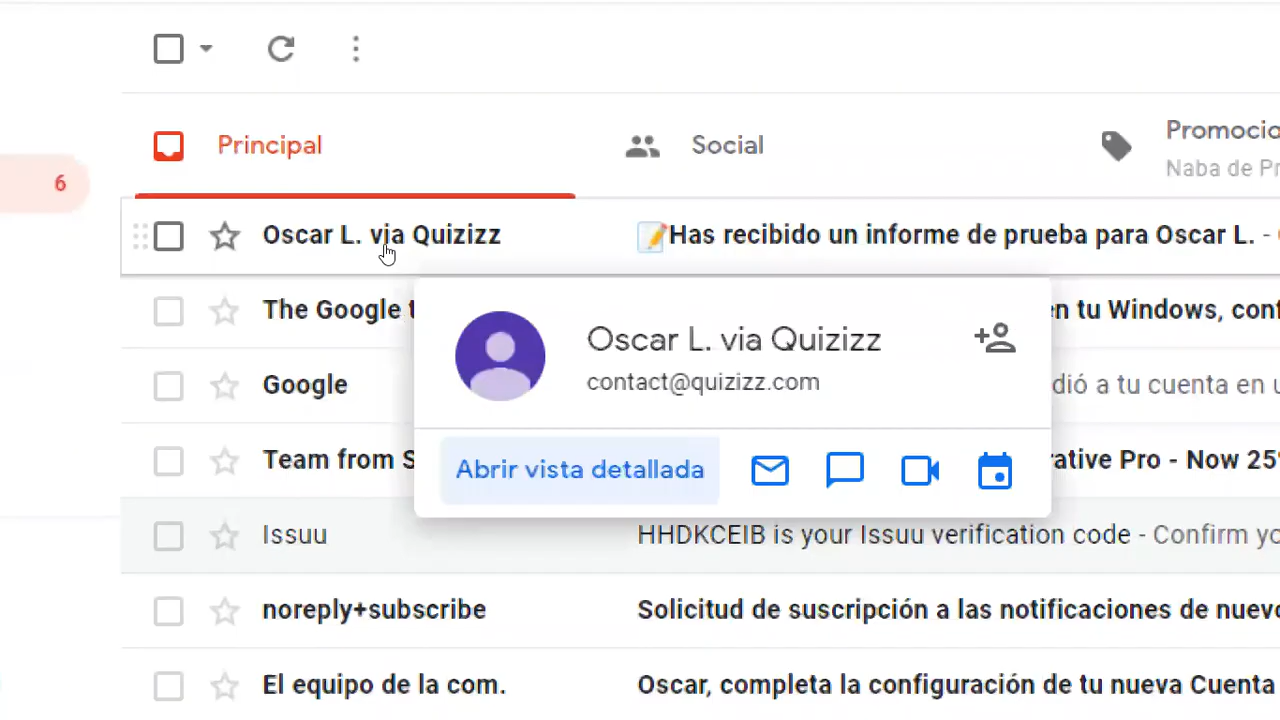 Principal
Social
Promocio
Naba de Pr
6
Oscar L. via Quizizz
Has recibido un informe de prueba para Oscar L. -
The Google
en tu Windows, conf
Oscar L. via Quizizz
contact@quizizz.com
Google
dió a tu cuenta en u
Team from S
rative Pro - Now 25
Abrir vista detallada
Issuu
HHDKCEIB is your Issuu verification code - Confirm yo
noreply+subscribe
Solicitud de suscripción a las notificaciones de nuevo
El equipo de la com.
Oscar, completa la configuración de tu nueva Cuenta